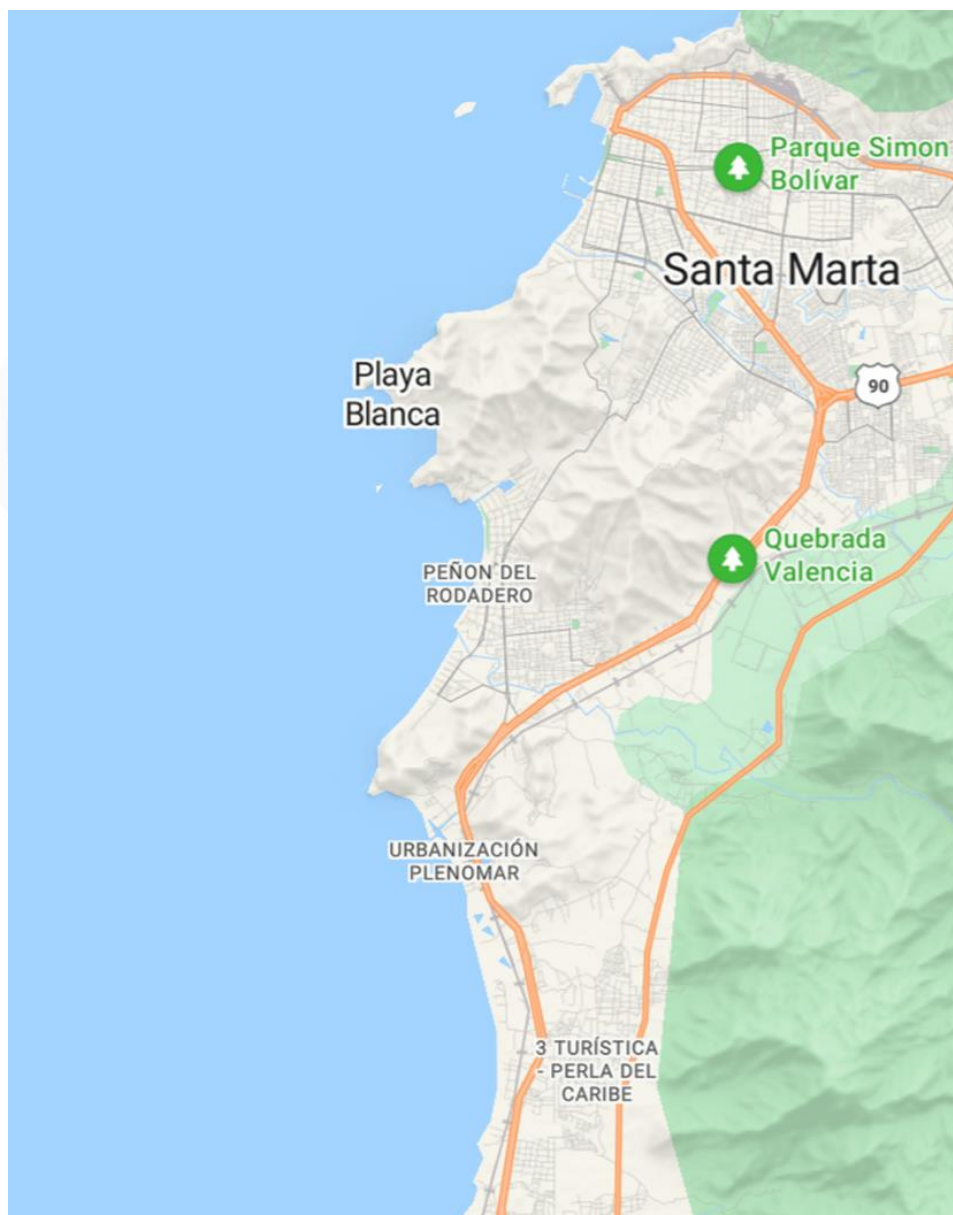 Parque Simon
Bolívar
Santa Marta
Playa
Blanca
90
Quebrada
Valencia
PEÑON DEL
RODADERO
URBANIZACIÓN
PLENOMAR
3 TURÍSTICA
- PERLA DEL
CARIBE